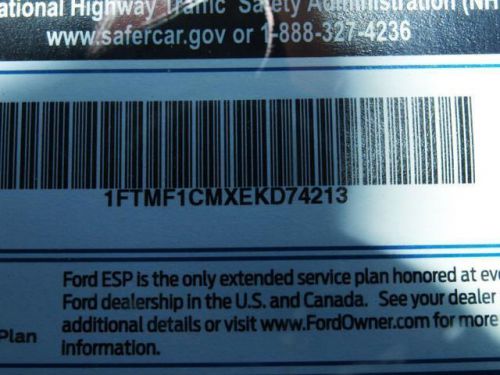 ational Highway Traffic Safety Administration (NH
www.safercar.gov or 1-888-327-4236
1FTMF1CMXEKD74213
Ford ESP is the only extended service plan honored at eve
Ford dealership in the U.S. and Canada. See your dealer
Plan additional details or visit www.FordOwner.com for more
information.